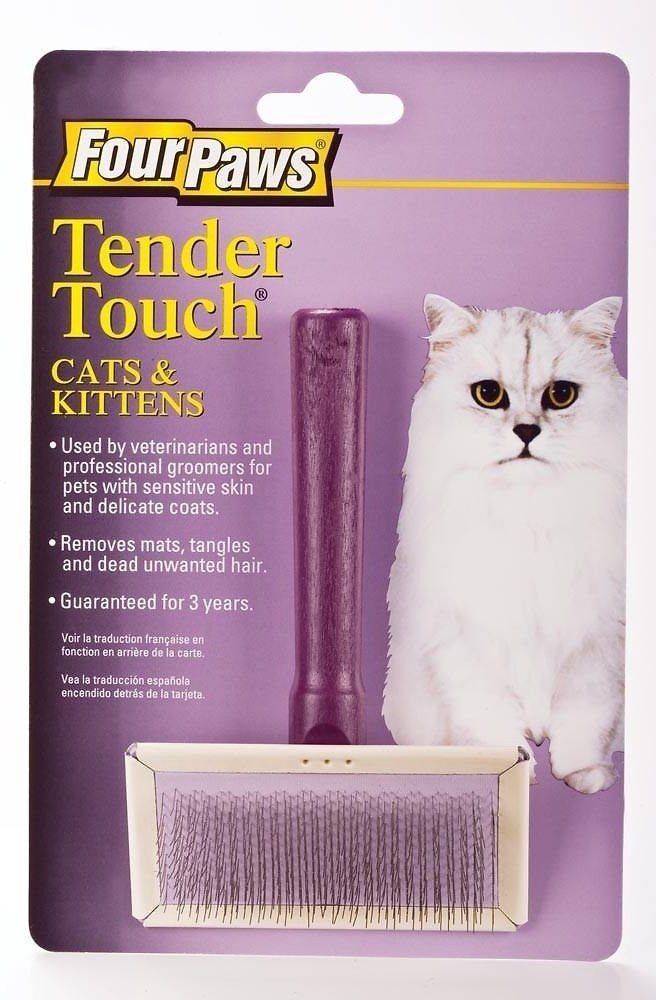 Four Paws®
Tender
Touch®
CATS &
KITTENS
• Used by veterinarians and
professional groomers for
pets with sensitive skin
and delicate coats.
• Removes mats, tangles
and dead unwanted hair.
• Guaranteed for 3 years.
Voir la traduction française en
fonction en arrière de la carte.
Vea la traducción española
encendido detrás de la tarjeta.